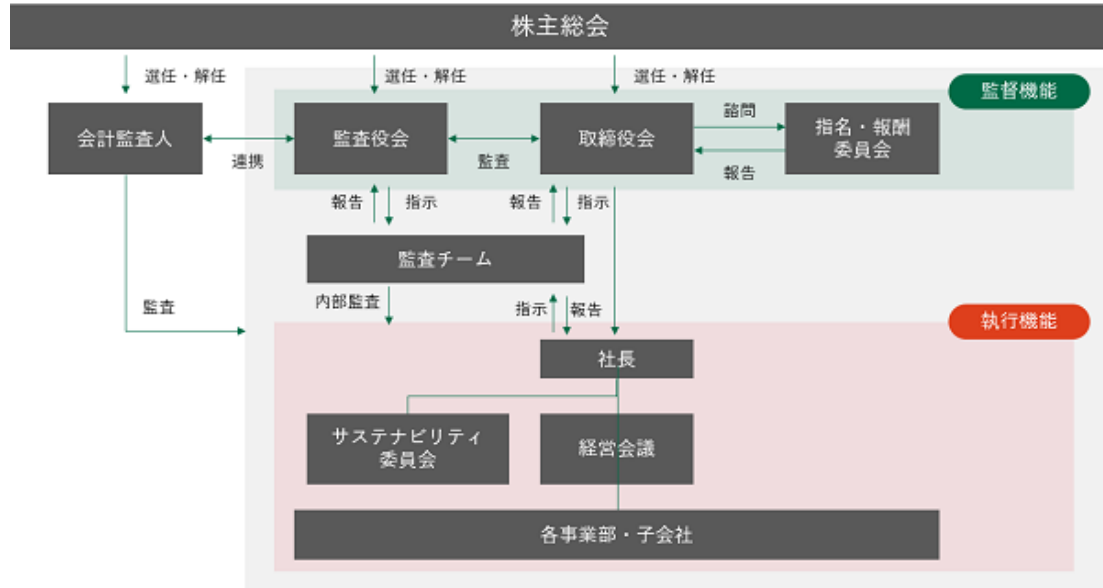 株主総会
選任・解任
選任・解任
選任・解任
監督機能
会計監査人
連携
監査役会
監査
取締役会
諮問
報告
指名・報酬
委員会
報告
指示
報告
指示
監査チーム
監査
内部監査
指示
報告
執行機能
社長
サステナビリティ
委員会
経営会議
各事業部・子会社